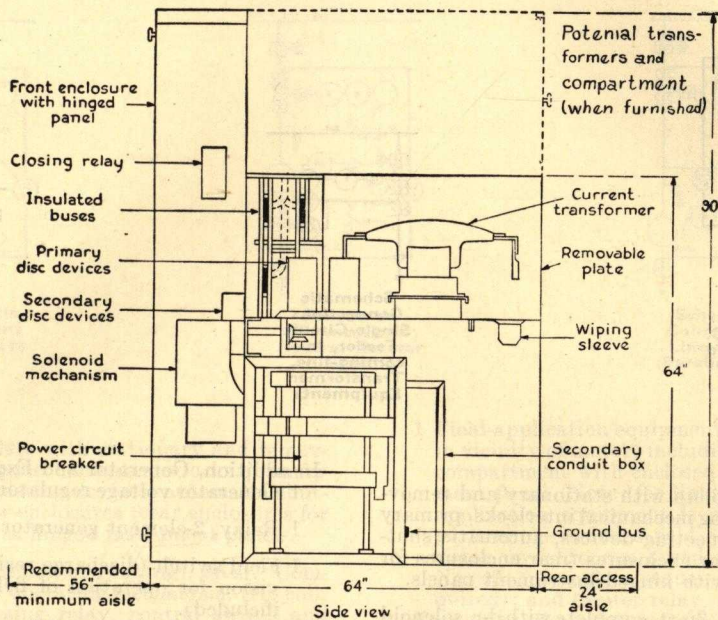 Potenial trans-
formers and
compartment
(when furnished)
Front enclosure
with hinged
panel
Closing relay
Insulated
buses
Primary
disc devices
Secondary
disc devices
Solenoid
mechanism
Power circuit
breaker
Recommended
56"
minimum aisle
Current
transformer
Removable
plate
Wiping
sleeve
64"
Secondary
conduit box
Ground bus
64"
Rear access
24"
aisle
Side view